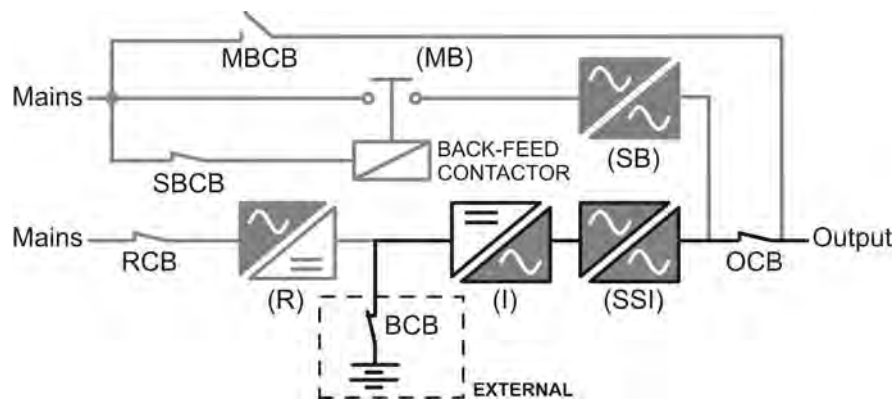 MBCB
(MB)
Mains
BACK-FEED
CONTACTOR
(SB)
SBCB
Mains
RCB
(R)
(I)
(SSI)
OCB
Output
BCB
EXTERNAL